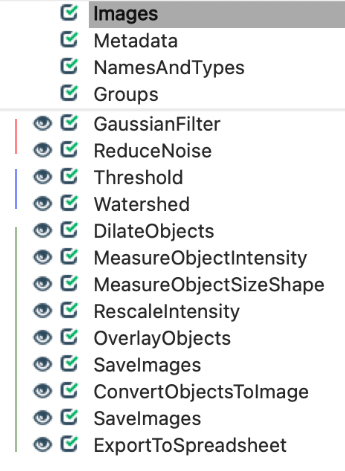 Images
Metadata
NamesAndTypes
Groups
GaussianFilter
ReduceNoise
Threshold
Watershed
DilateObjects
MeasureObjectIntensity
MeasureObjectSizeShape
RescaleIntensity
OverlayObjects
SaveImages
ConvertObjectsToImage
SaveImages
ExportToSpreadsheet